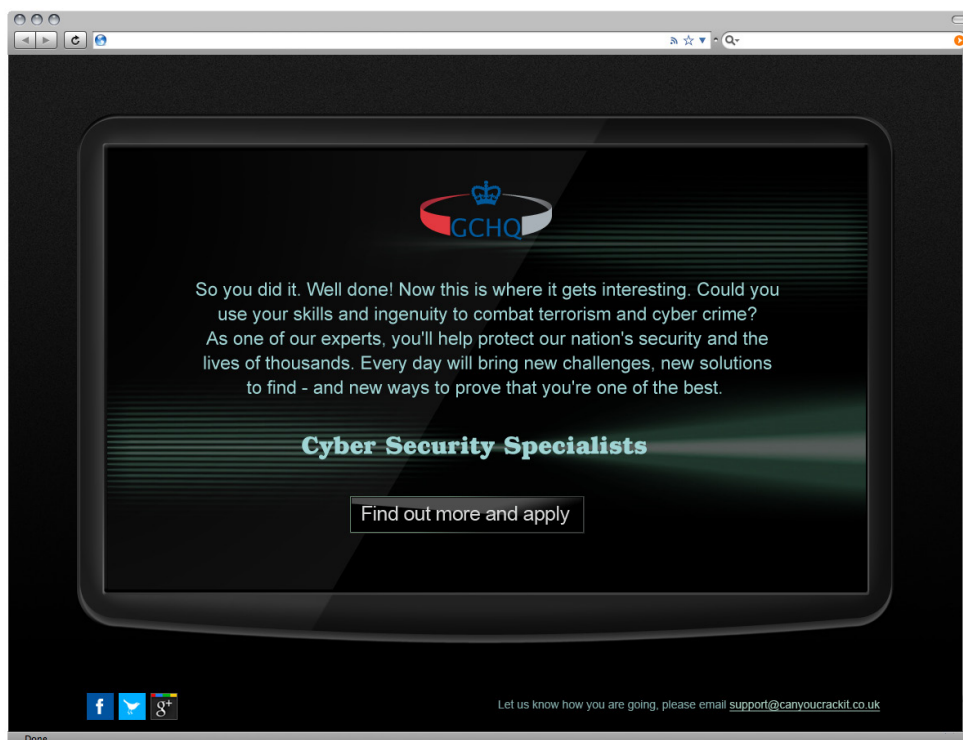 GCHQ
So you did it. Well done! Now this is where it gets interesting. Could you
use your skills and ingenuity to combat terrorism and cyber crime?
As one of our experts, you'll help protect our nation's security and the
lives of thousands. Every day will bring new challenges, new solutions
to find - and new ways to prove that you're one of the best.
Cyber Security Specialists
Find out more and apply
f g+
Let us know how you are going, please email support@canyoucrackit.co.uk
Done